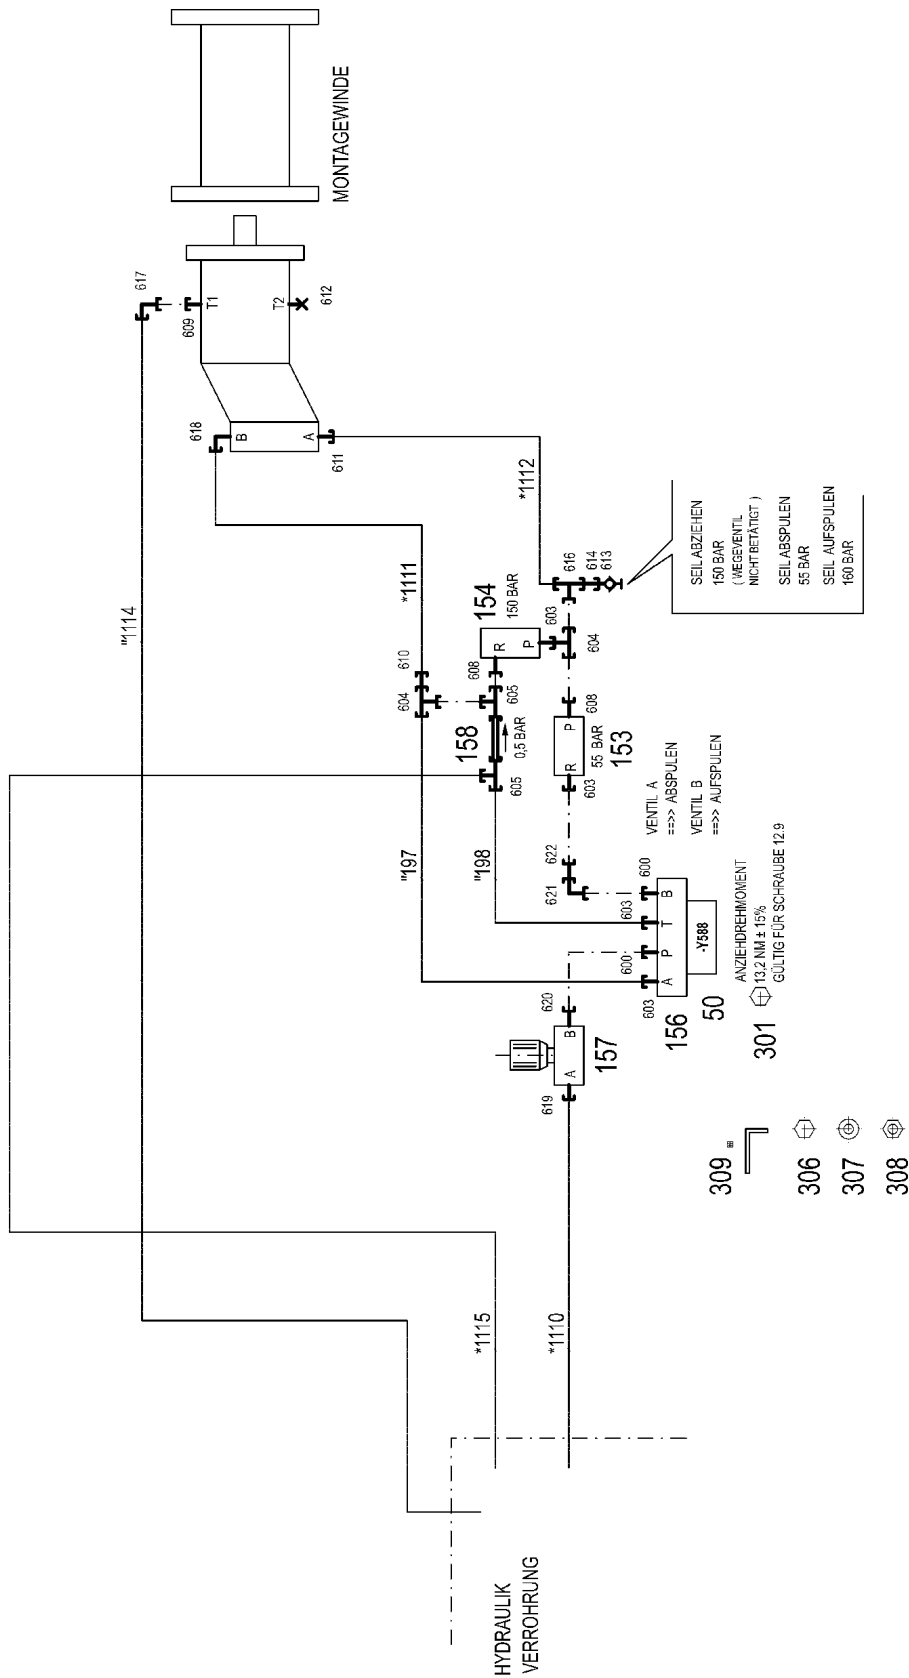 MONTAGEWINDE
617
609
T1
T2
612
618
B
A
611
"1114
*1111
*1112
SEIL ABZIEHEN
150 BAR
( WEGEVENTIL
NICHT BETÄTIGT )
SEIL ABSPULEN
55 BAR
SEIL AUFSPULEN
160 BAR
616
614
613
154
150 BAR
603
604
R
P
608
610
604
605
158
0,5 BAR
605
608
P
R
55 BAR
153
603
VENTIL A
==>> ABSPULEN
VENTIL B
==>> AUFSPULEN
"197
"198
622
621
600
603
600
603
B
T
P
A
-Y588
156
50
ANZIEHDREHMOMENT
13,2 NM ± 15%
GÜLTIG FÜR SCHRAUBE 12.9
301
620
B
A
157
619
309
306
307
308
*1115
*1110
HYDRAULIK
VERROHRUNG